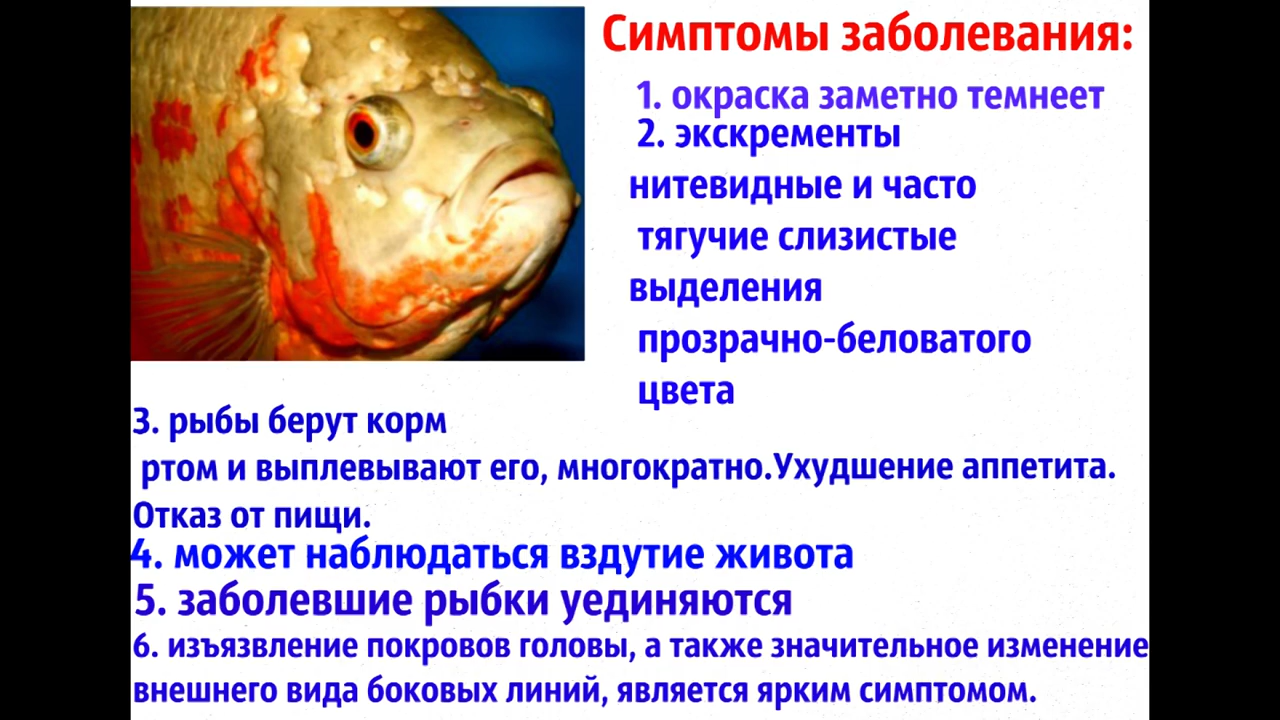 Симптомы заболевания:
1. окраска заметно темнеет
2. экскременты
нитевидные и часто
тягучие слизистые
выделения
прозрачно-беловатого
цвета
3. рыбы берут корм
ртом и выплевывают его, многократно.Ухудшение аппетита.
Отказ от пищи.
4. может наблюдаться вздутие живота
5. заболевшие рыбки уединяются
6. изъязвление покровов головы, а также значительное изменение
внешнего вида боковых линий, является ярким симптомом.